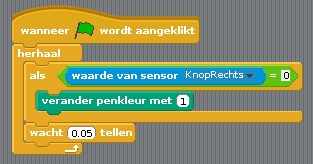 wanneer wordt aangeklikt
herhaal
als waarde van sensor KnopRechts = 0
verander penkleur met 1
wacht 0.05 tellen